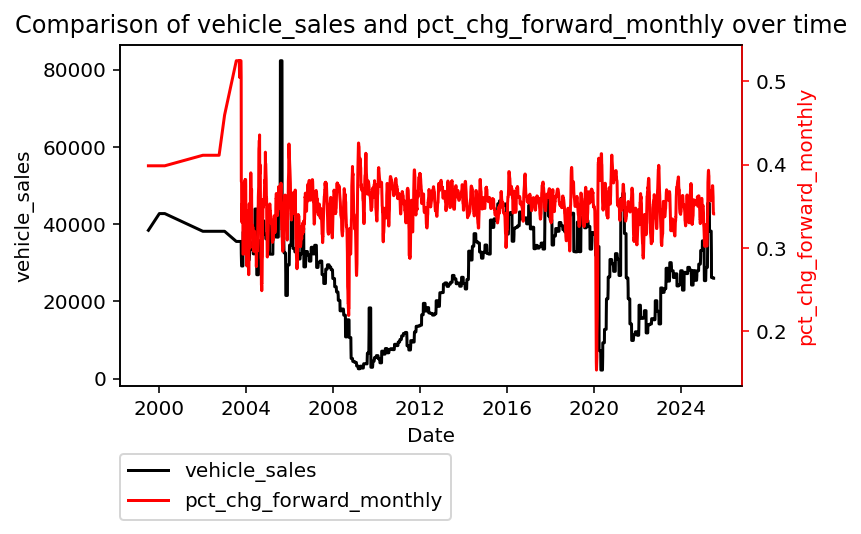 Comparison of vehicle_sales and pct_chg_forward_monthly over time
vehicle_sales
80000
60000
40000
20000
0
0.5
0.4
0.3
0.2
pct_chg_forward_monthly
2000 2004 2008 2012 2016 2020 2024
Date
vehicle_sales
pct_chg_forward_monthly